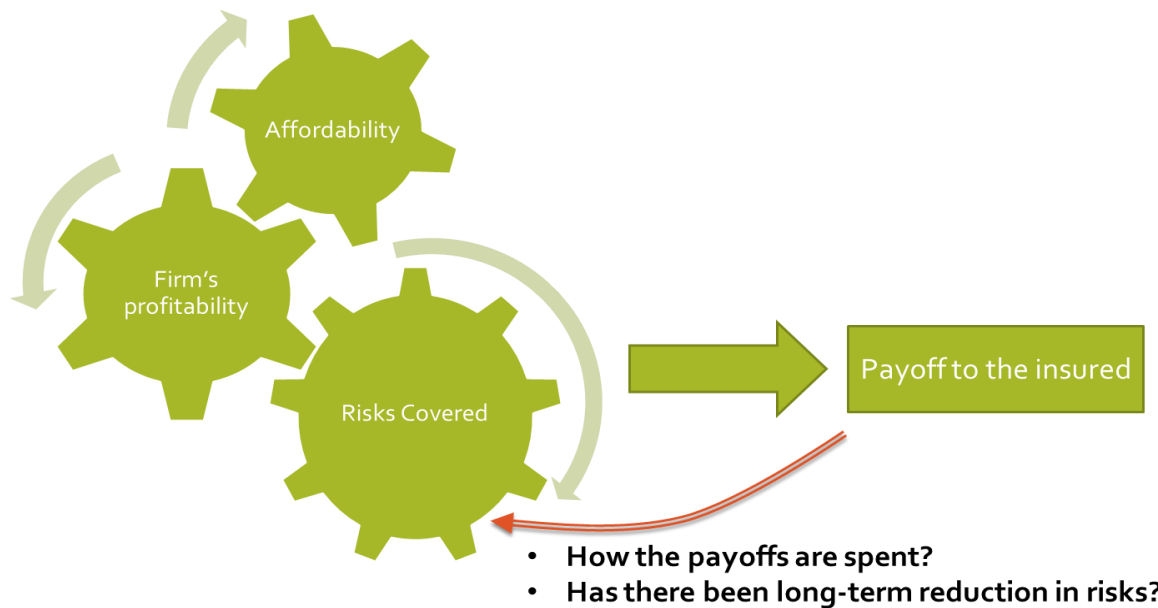 Affordability
Firm's
profitability
Risks Covered
Payoff to the insured
• How the payoffs are spent?
• Has there been long-term reduction in risks?